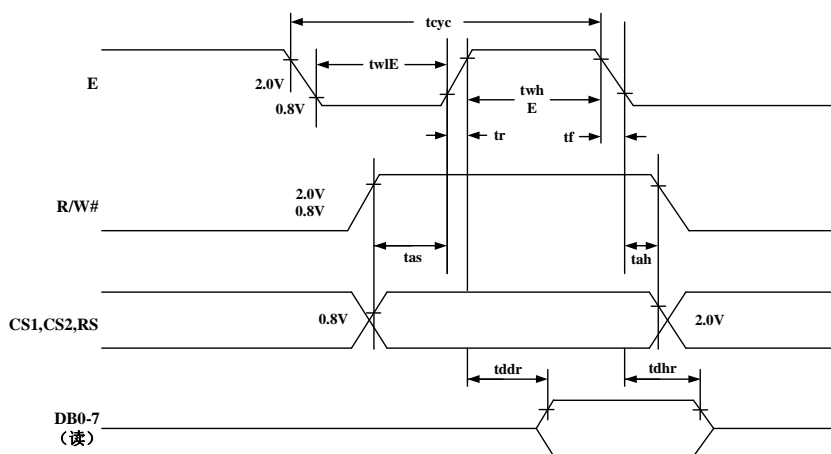 tcyc
twlE
E
2.0V
0.8V
twh
E
tr
tf
2.0V
0.8V
R/W#
tas
tah
0.8V
CS1,CS2,RS
2.0V
tddr
tdhr
DB0-7
（读）